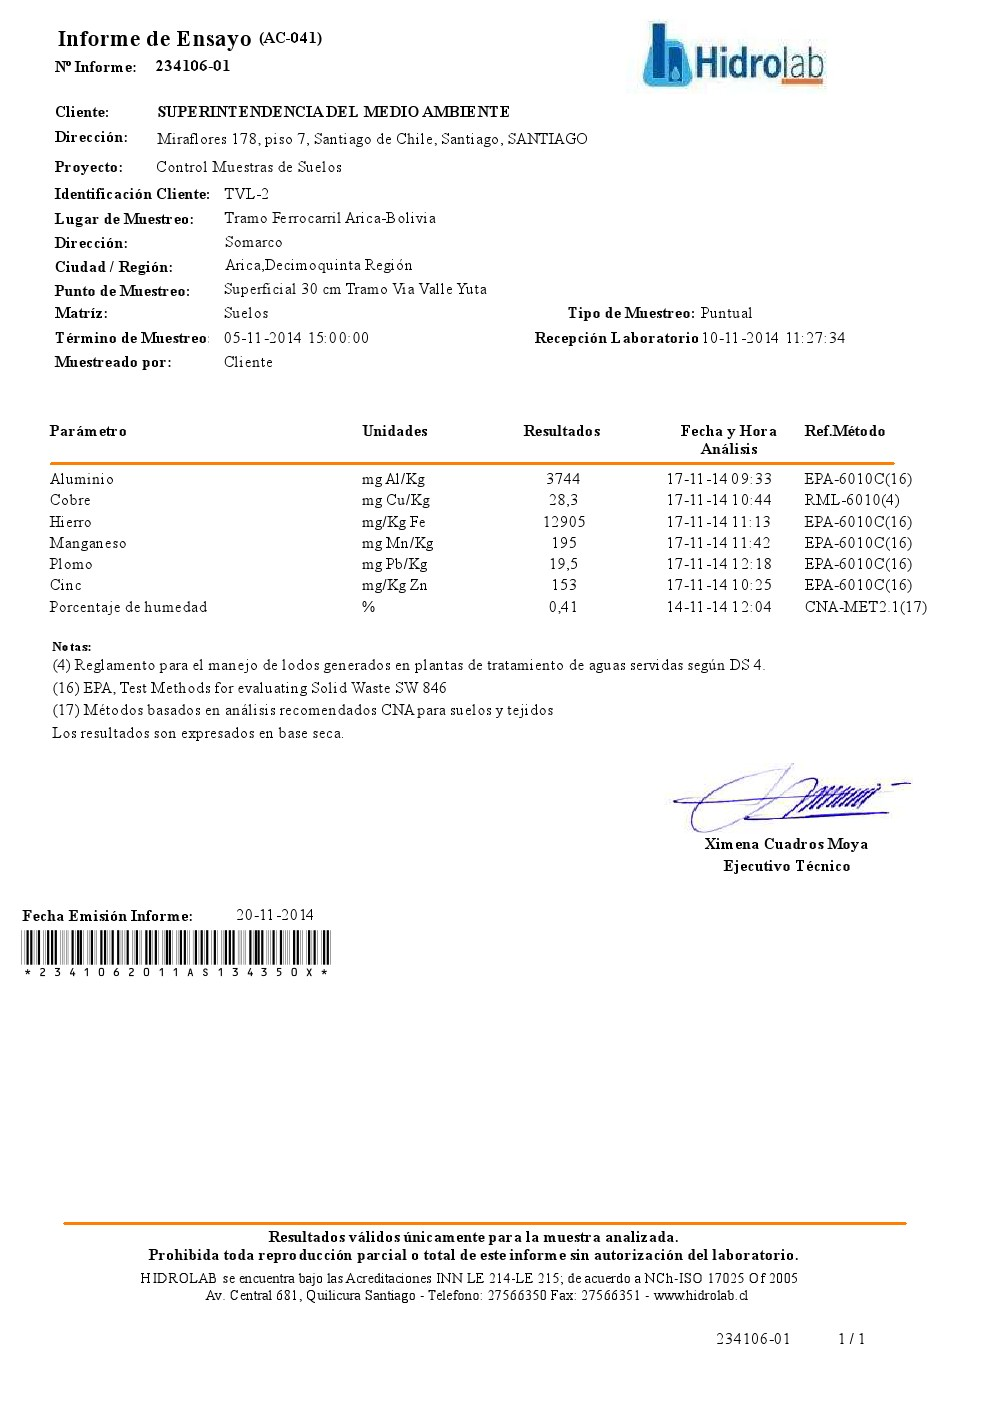 Informe de Ensayo (AC-041)
Nº Informe: 234106-01
Hidrolab
Cliente: SUPERINTENDENCIA DEL MEDIO AMBIENTE
Dirección: Miraflores 178, piso 7, Santiago de Chile, Santiago, SANTIAGO
Proyecto: Control Muestras de Suelos
Identificación Cliente: TVL-2
Lugar de Muestreo: Tramo Ferrocarril Arica-Bolivia
Dirección: Somarco
Ciudad / Región: Arica,Decimoquinta Región
Punto de Muestreo: Superficial 30 cm Tramo Via Valle Yuta
Matríz: Suelos Tipo de Muestreo: Puntual
Término de Muestreo: 05-11-2014 15:00:00 Recepción Laboratorio 10-11-2014 11:27:34
Muestreado por: Cliente
Parámetro Unidades Resultados Fecha y Hora Ref.Método
Análisis
Aluminio mg Al/Kg 3744 17-11-14 09:33 EPA-6010C(16)
Cobre mg Cu/Kg 28,3 17-11-14 10:44 RML-6010(4)
Hierro mg/Kg Fe 12905 17-11-14 11:13 EPA-6010C(16)
Manganeso mg Mn/Kg 195 17-11-14 11:42 EPA-6010C(16)
Plomo mg Pb/Kg 19,5 17-11-14 12:18 EPA-6010C(16)
Cinc mg/Kg Zn 153 17-11-14 10:25 EPA-6010C(16)
Porcentaje de humedad % 0,41 14-11-14 12:04 CNA-MET2.1(17)
Notas:
(4) Reglamento para el manejo de lodos generados en plantas de tratamiento de aguas servidas según DS 4.
(16) EPA, Test Methods for evaluating Solid Waste SW 846
(17) Métodos basados en análisis recomendados CNA para suelos y tejidos
Los resultados son expresados en base seca.
Ximena Cuadros Moya
Ejecutivo Técnico
Fecha Emisión Informe: 20-11-2014
*2341062011AS134350X*
Resultados válidos únicamente para la muestra analizada.
Prohibida toda reproducción parcial o total de este informe sin autorización del laboratorio.
HIDROLAB se encuentra bajo las Acreditaciones INN LE 214-LE 215; de acuerdo a NCh-ISO 17025 Of 2005
Av. Central 681, Quilicura Santiago - Telefono: 27566350 Fax: 27566351 - www.hidrolab.cl
234106-01 1 / 1